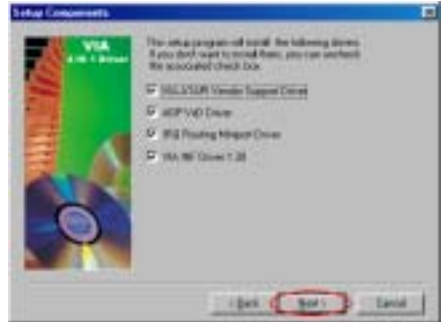 Setup Components
VIA
4 IN 1 Driver
The setup program will install the following drivers.
If you don't want to install them, you can uncheck
the associated check box.
Vendor Support Driver
AGP VxD Driver
IRQ Routing Miniport Driver
VIA INF Driver 1.20
< Back
Next >
Cancel